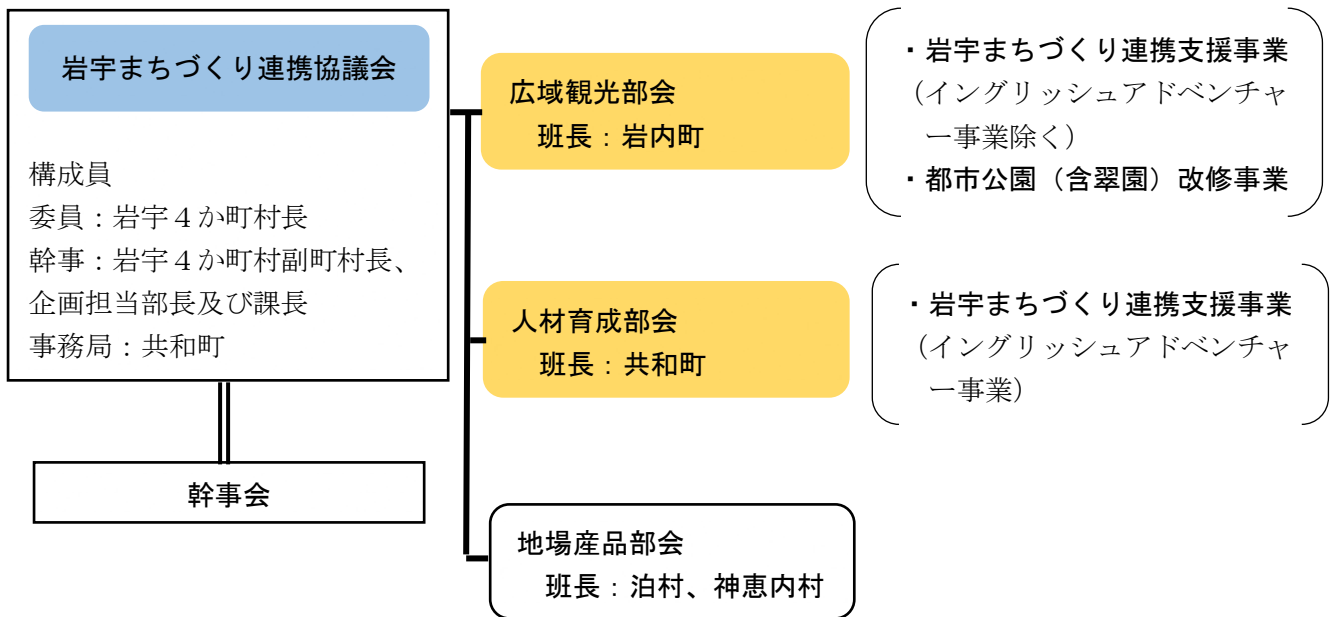 岩宇まちづくり連携協議会
構成員
委員：岩宇４か町村長
幹事：岩宇４か町村副町村長、
企画担当部長及び課長
事務局：共和町
幹事会
広域観光部会
班長：岩内町
・岩宇まちづくり連携支援事業
（イングリッシュアドベンチャ
ー事業除く）
・都市公園（含翠園）改修事業
人材育成部会
班長：共和町
・岩宇まちづくり連携支援事業
（イングリッシュアドベンチャ
ー事業）
地場産品部会
班長：泊村、神恵内村